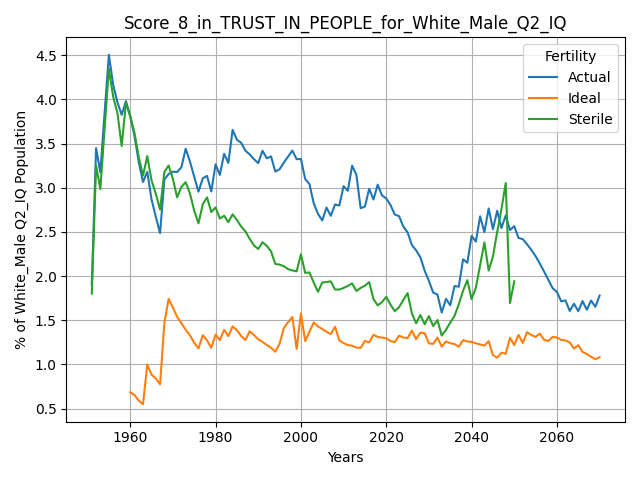 Score_8_in_TRUST_IN_PEOPLE_for_White_Male_Q2_IQ
Fertility
Actual
Ideal
Sterile
% of White_Male Q2_IQ Population
4.5
4.0
3.5
3.0
2.5
2.0
1.5
1.0
0.5
1960 1980 2000 2020 2040 2060
Years